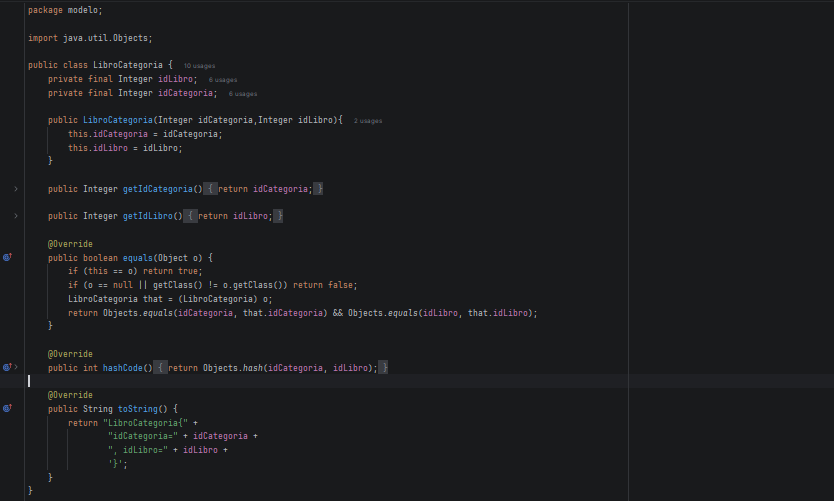 package modelo;
import java.util.Objects;
public class LibroCategoria {  10 usages
    private final Integer idLibro;  6 usages
    private final Integer idCategoria;  6 usages
    public LibroCategoria(Integer idCategoria,Integer idLibro){  2 usages
        this.idCategoria = idCategoria;
        this.idLibro = idLibro;
    }
    public Integer getIdCategoria() { return idCategoria; }
    public Integer getIdLibro() { return idLibro; }
    @Override
    public boolean equals(Object o) {
        if (this == o) return true;
        if (o == null || getClass() != o.getClass()) return false;
        LibroCategoria that = (LibroCategoria) o;
        return Objects.equals(idCategoria, that.idCategoria) && Objects.equals(idLibro, that.idLibro);
    }
    @Override
    public int hashCode() { return Objects.hash(idCategoria, idLibro); }
    @Override
    public String toString() {
        return "LibroCategoria{" +
                "idCategoria=" + idCategoria +
                ", idLibro=" + idLibro +
                '}';
    }
}